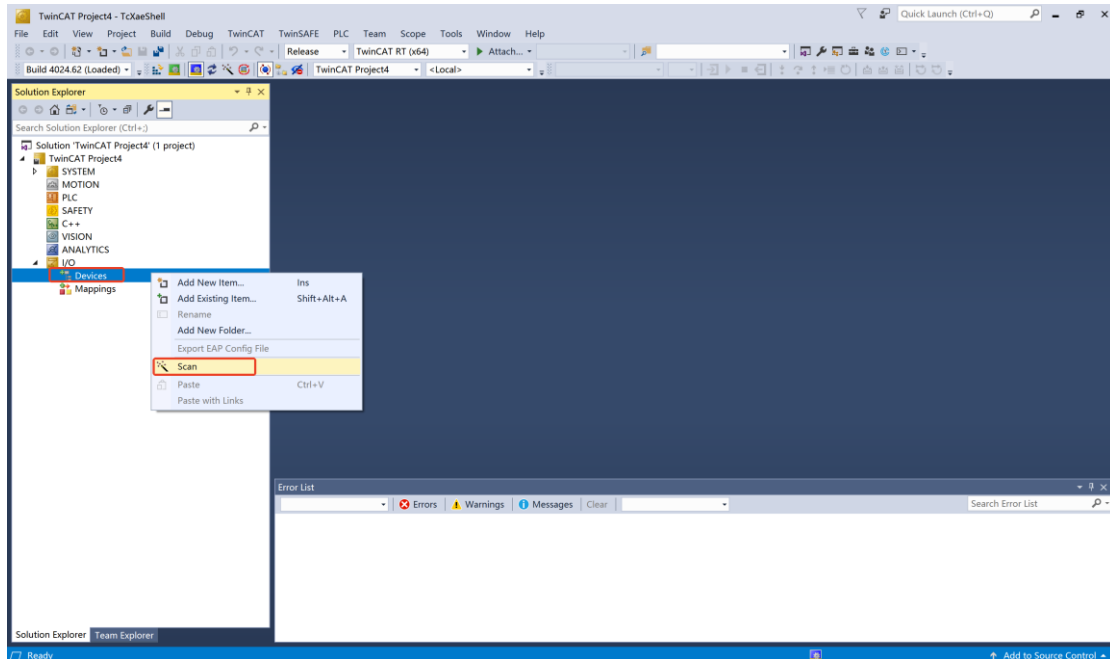 TwinCAT Project4 - TcXaeShell
Quick Launch (Ctrl+Q)
File Edit View Project Build Debug TwinCAT TwinSAFE PLC Team Scope Tools Window Help
Release TwinCAT RT (x64) Attach...
Build 4024.62 (Loaded) TwinCAT Project4 <Local>
Solution Explorer
Search Solution Explorer (Ctrl+;)
Solution 'TwinCAT Project4' (1 project)
TwinCAT Project4
SYSTEM
MOTION
PLC
SAFETY
C++
VISION
ANALYTICS
I/O
Devices
Mappings
Add New Item... Ins
Add Existing Item... Shift+Alt+A
Rename
Add New Folder...
Export EAP Config File
Scan
Paste Ctrl+V
Paste with Links
Error List
Errors Warnings Messages Clear
Search Error List
Solution Explorer Team Explorer
Ready Add to Source Control